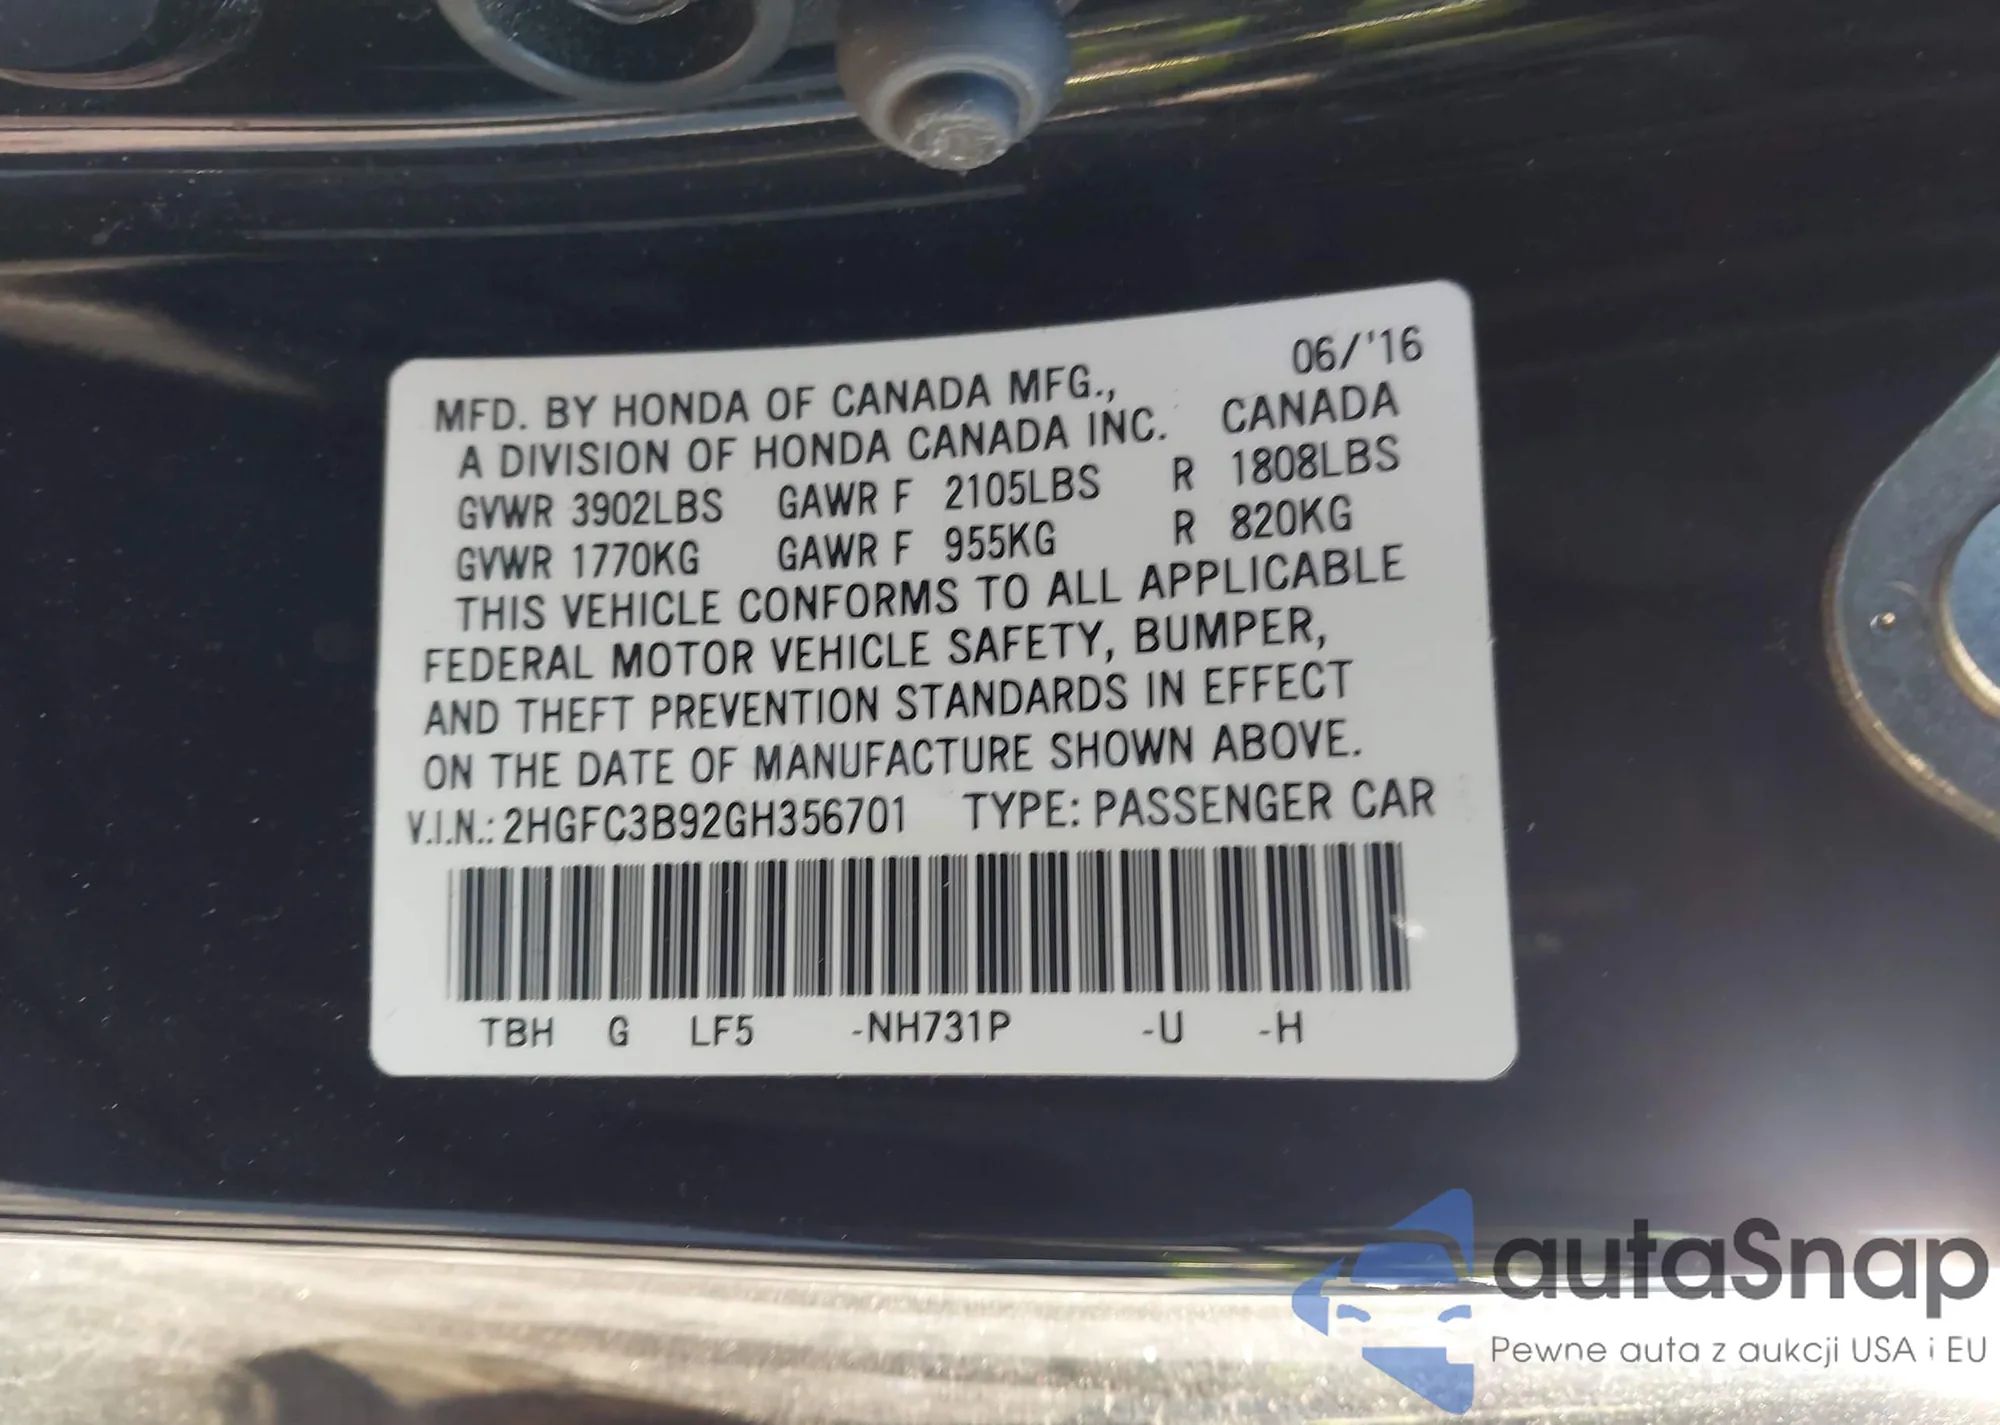 06/'16
MFD. BY HONDA OF CANADA MFG.,
A DIVISION OF HONDA CANADA INC. CANADA
GVWR 3902LBS GAWR F 2105LBS R 1808LBS
GVWR 1770KG GAWR F 955KG R 820KG
THIS VEHICLE CONFORMS TO ALL APPLICABLE
FEDERAL MOTOR VEHICLE SAFETY, BUMPER,
AND THEFT PREVENTION STANDARDS IN EFFECT
ON THE DATE OF MANUFACTURE SHOWN ABOVE.
V.I.N.: 2HGFC3B92GH356701 TYPE: PASSENGER CAR
TBH G LF5 -NH731P -U -H
autaSnap
Pewne auta z aukcji USA i EU